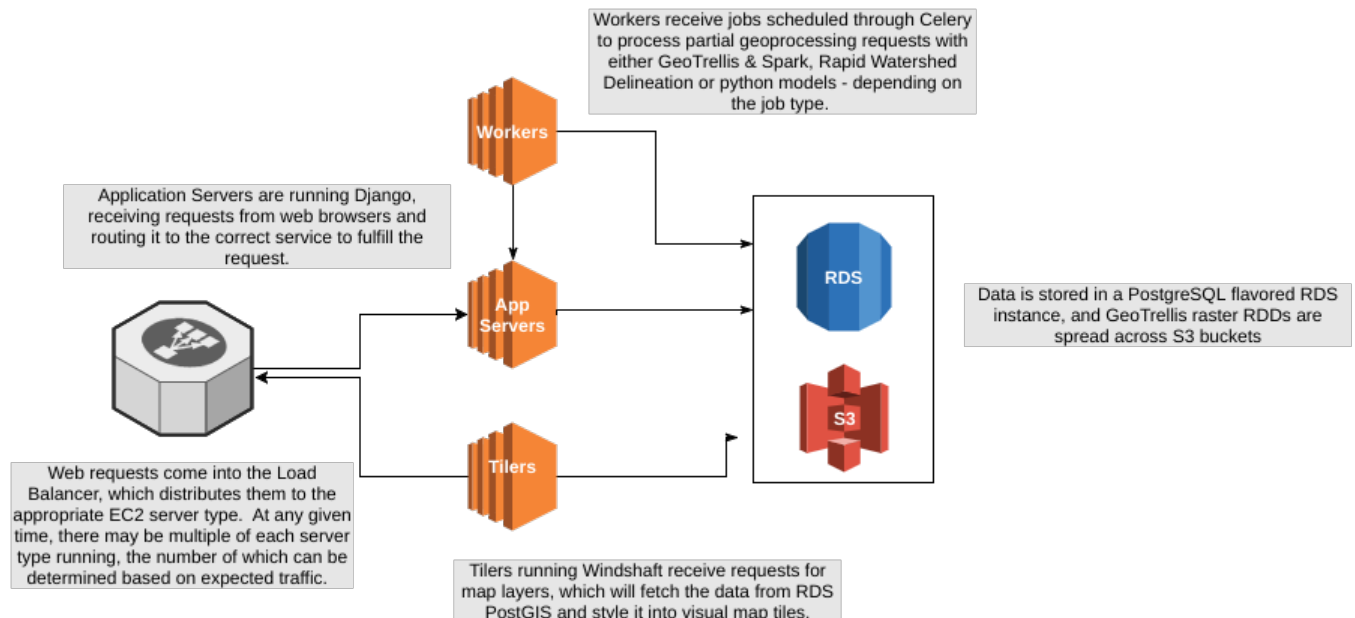 Workers receive jobs scheduled through Celery
to process partial geoprocessing requests with
either GeoTrellis & Spark, Rapid Watershed
Delineation or python models - depending on
the job type.
Workers
Application Servers are running Django,
receiving requests from web browsers and
routing it to the correct service to fulfill the
request.
App
Servers
RDS
Data is stored in a PostgreSQL flavored RDS
instance, and GeoTrellis raster RDDs are
spread across S3 buckets
S3
Tilers
Web requests come into the Load
Balancer, which distributes them to the
appropriate EC2 server type.  At any given
time, there may be multiple of each server
type running, the number of which can be
determined based on expected traffic.
Tilers running Windshaft receive requests for
map layers, which will fetch the data from RDS
PostGIS and style it into visual map tiles.